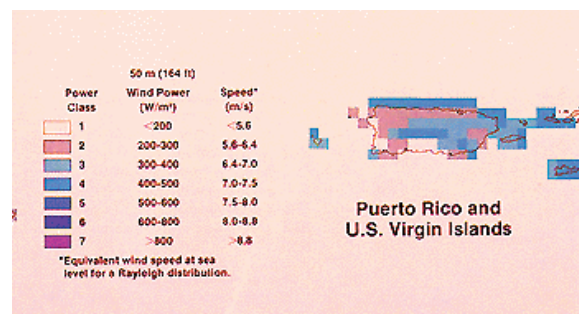 50 m (164 ft)
Power Wind Power Speed*
Class (W/m²) (m/s)
1 <200 <5.6
2 200-300 5.6-6.4
3 300-400 6.4-7.0
4 400-500 7.0-7.5
5 500-600 7.5-8.0
6 600-800 8.0-8.8
7 >800 >8.8
*Equivalent wind speed at sea
level for a Rayleigh distribution.
Puerto Rico and
U.S. Virgin Islands